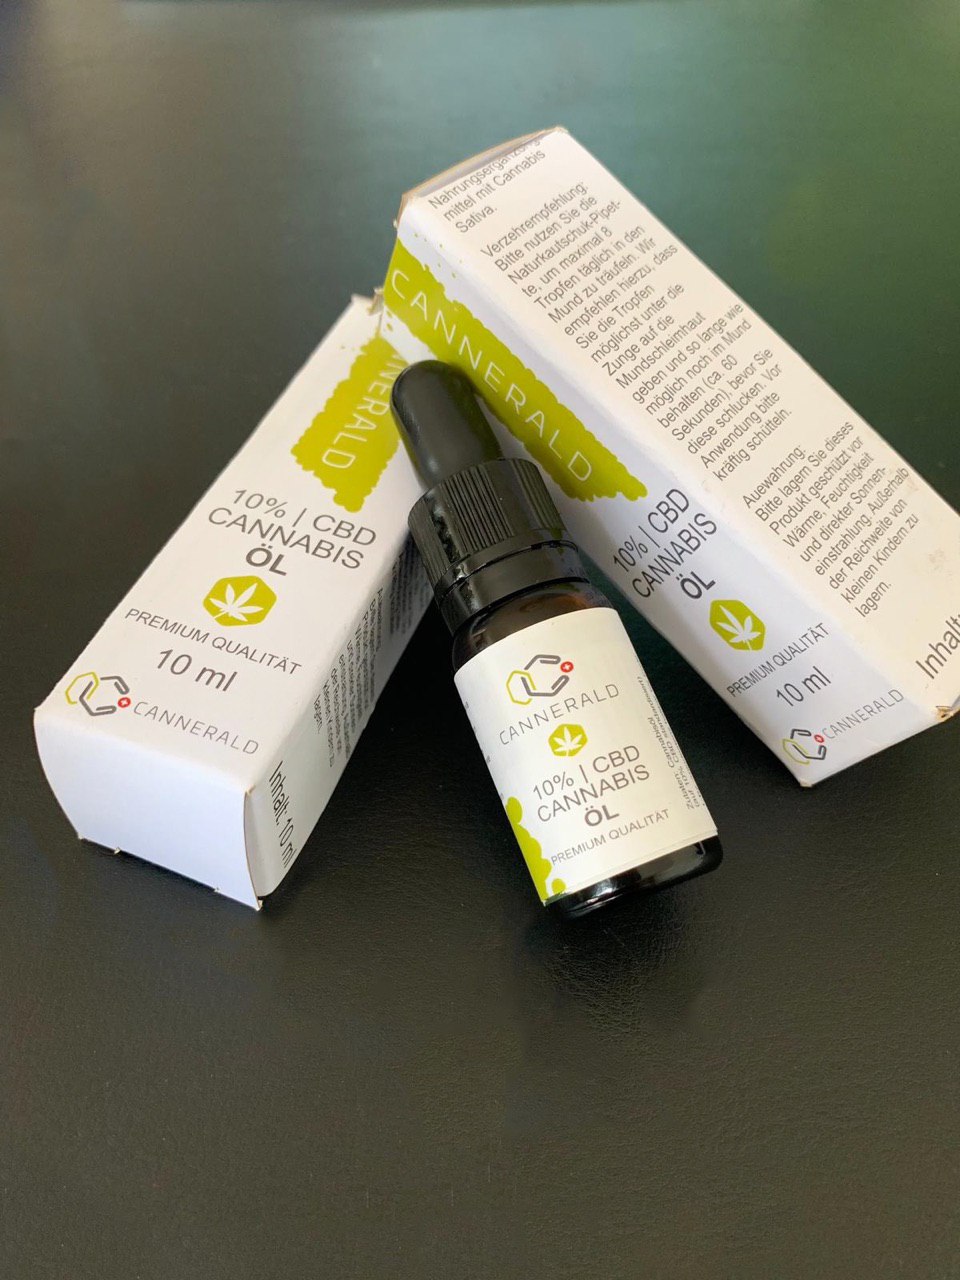 Nahrungsergänzungs-
mittel mit Cannabis
Sativa.
Verzehrempfehlung:
Bitte nutzen Sie die
Naturkautschuk-Pipet-
te, um maximal 8
Tropfen täglich in den
Mund zu träufeln. Wir
empfehlen hierzu, dass
Sie die Tropfen
möglichst unter die
Zunge auf die
Mundschleimhaut
geben und so lange wie
möglich noch im Mund
behalten (ca. 60
Sekunden), bevor Sie
diese schlucken. Vor
Anwendung bitte
kräftig schütteln.
Auewahrung:
Bitte lagern Sie dieses
Produkt geschützt vor
Wärme, Feuchtigkeit
und direkter Sonnen-
einstrahlung Außerhalb
der Reichweite von
kleinen Kindern zu
lagern.
CANNERALD
10% | CBD
CANNABIS
ÖL
PREMIUM QUALITÄT
10 ml
CANNERALD
10% | CBD
CANNABIS
ÖL
PREMIUM QUALITÄT
10 ml
CANNERALD
Inhalt: 10 ml
CANNERALD
10% | CBD
CANNABIS
ÖL
PREMIUM QUALITÄT